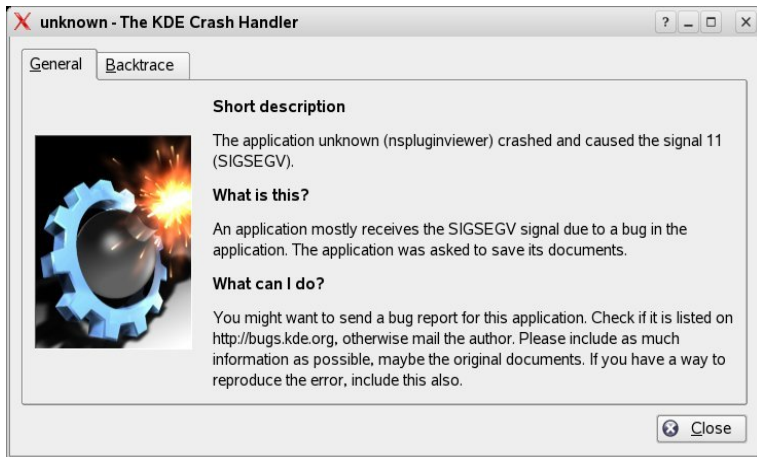 unknown - The KDE Crash Handler
General
Backtrace
Short description
The application unknown (nspluginviewer) crashed and caused the signal 11
(SIGSEGV).
What is this?
An application mostly receives the SIGSEGV signal due to a bug in the
application. The application was asked to save its documents.
What can I do?
You might want to send a bug report for this application. Check if it is listed on
http://bugs.kde.org, otherwise mail the author. Please include as much
information as possible, maybe the original documents. If you have a way to
reproduce the error, include this also.
Close